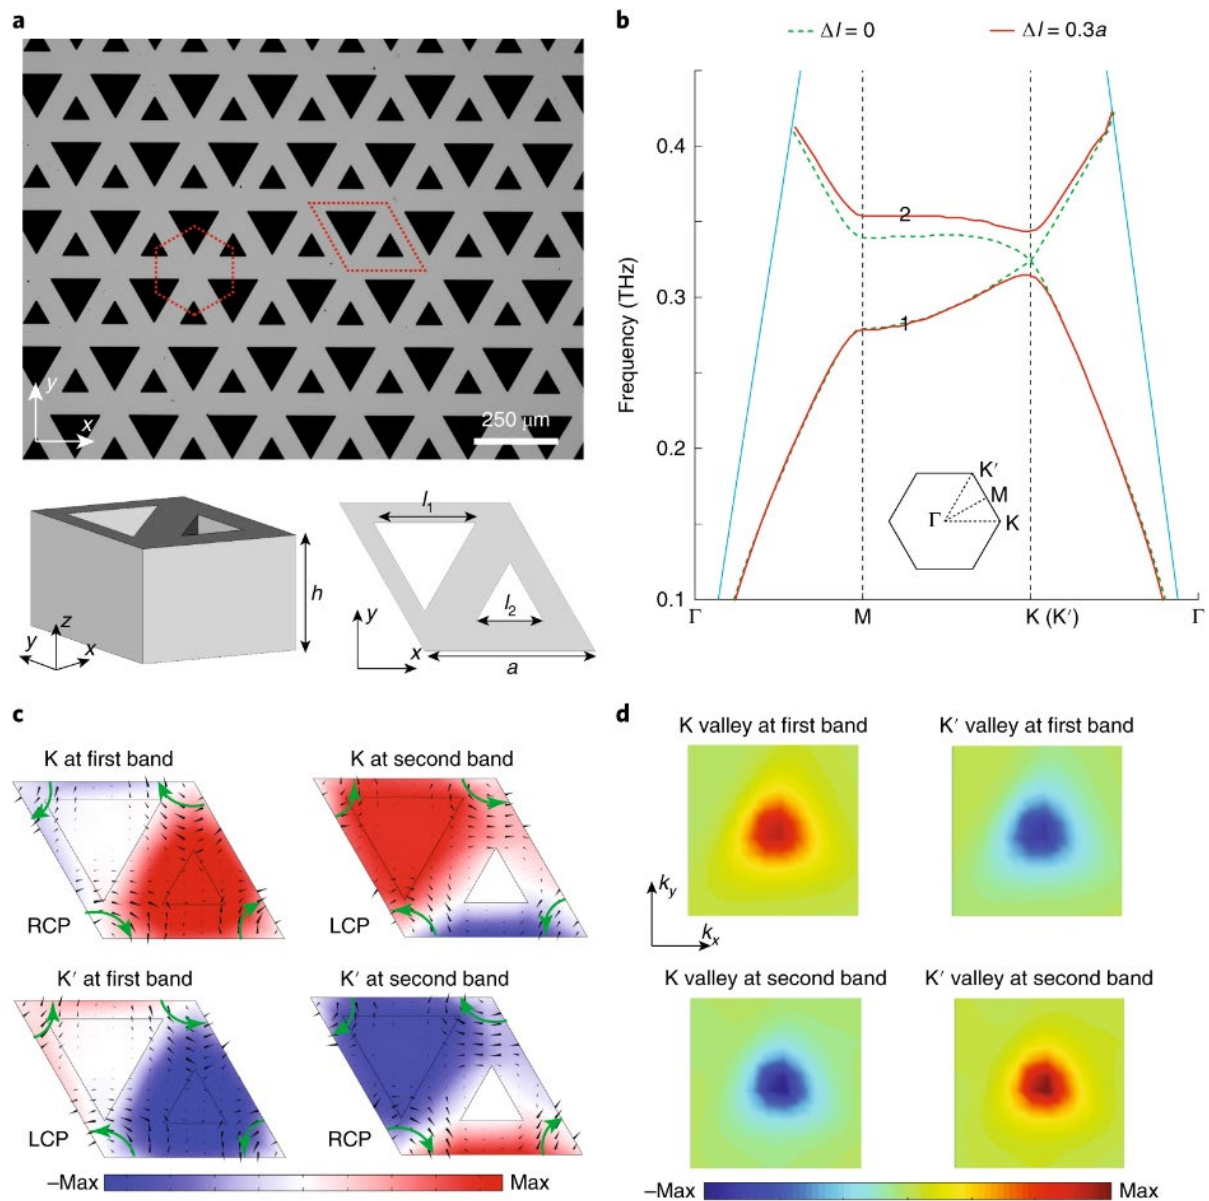 a
y
x
250 μm
h
z
y
x
l1
l2
y
x
a
b
Δl = 0
Δl = 0.3a
Frequency (THz)
0.4
0.3
0.2
0.1
2
1
K′
M
Γ
K
Γ
M
K (K′)
Γ
c
K at first band
K at second band
RCP
LCP
K′ at first band
K′ at second band
LCP
RCP
–Max
Max
d
K valley at first band
K′ valley at first band
ky
kx
K valley at second band
K′ valley at second band
–Max
Max